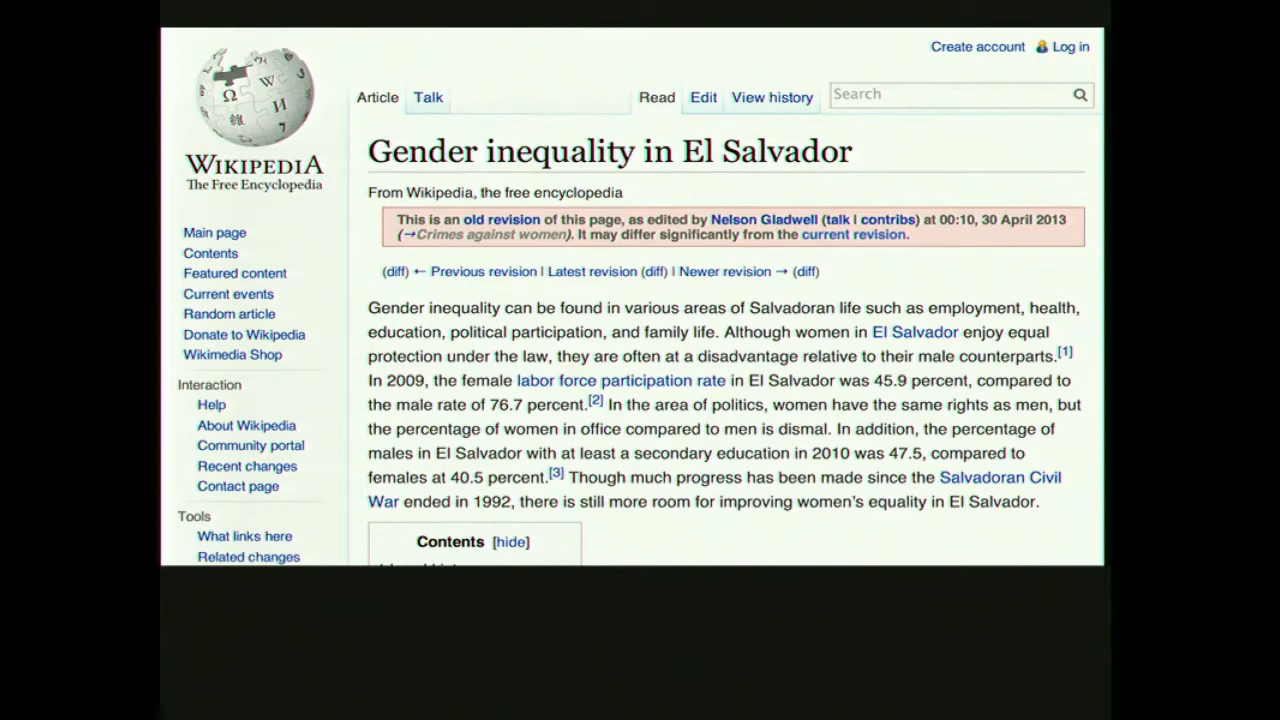 Create account Log in
Article Talk Read Edit View history Search
WIKIPEDIA
The Free Encyclopedia
Main page
Contents
Featured content
Current events
Random article
Donate to Wikipedia
Wikimedia Shop
Interaction
Help
About Wikipedia
Community portal
Recent changes
Contact page
Tools
What links here
Related changes
Gender inequality in El Salvador
From Wikipedia, the free encyclopedia
This is an old revision of this page, as edited by Nelson Gladwell (talk | contribs) at 00:10, 30 April 2013
(→Crimes against women). It may differ significantly from the current revision.
(diff) ← Previous revision | Latest revision (diff) | Newer revision → (diff)
Gender inequality can be found in various areas of Salvadoran life such as employment, health,
education, political participation, and family life. Although women in El Salvador enjoy equal
protection under the law, they are often at a disadvantage relative to their male counterparts.[1]
In 2009, the female labor force participation rate in El Salvador was 45.9 percent, compared to
the male rate of 76.7 percent.[2] In the area of politics, women have the same rights as men, but
the percentage of women in office compared to men is dismal. In addition, the percentage of
males in El Salvador with at least a secondary education in 2010 was 47.5, compared to
females at 40.5 percent.[3] Though much progress has been made since the Salvadoran Civil
War ended in 1992, there is still more room for improving women's equality in El Salvador.
Contents [hide]